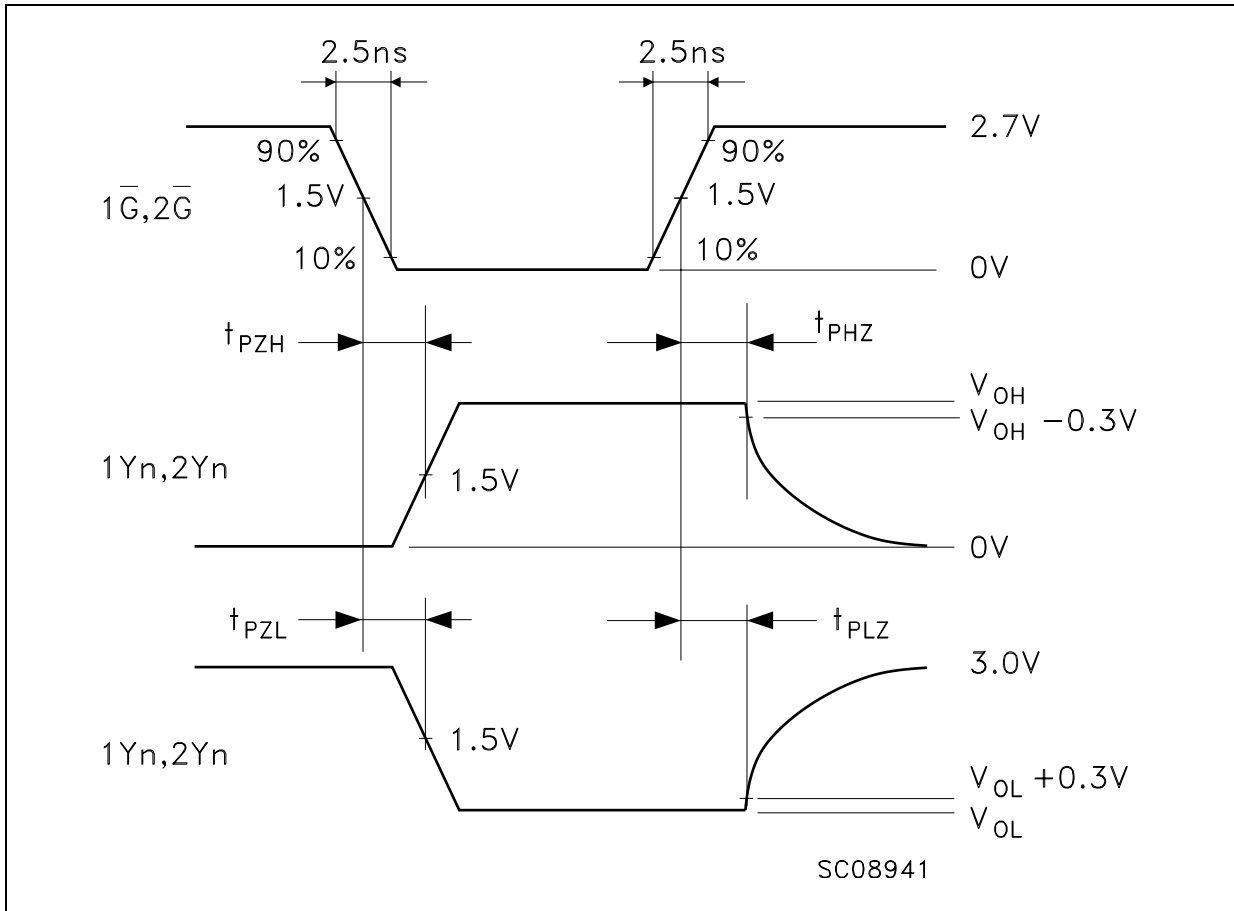 2.5ns 2.5ns
2.7V
90% 90%
1G̅,2G̅ 1.5V 1.5V
10% 10%
0V
tPZH tPHZ
VOH
VOH −0.3V
1Yn,2Yn 1.5V
0V
tPZL tPLZ
3.0V
1Yn,2Yn 1.5V
VOL +0.3V
VOL
SC08941